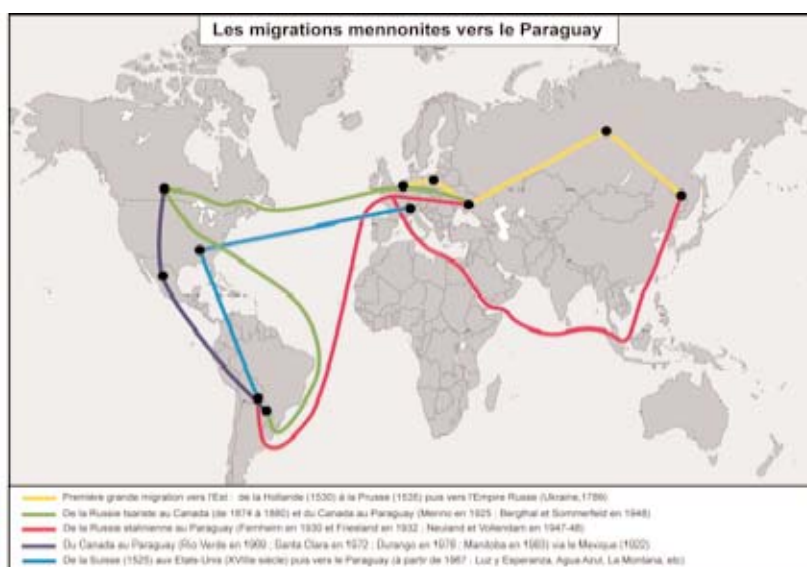 Les migrations mennonites vers le Paraguay
Première grande migration vers l'Est : de la Hollande (1530) à la Prusse (1535) puis vers l'Empire Russe (Ukraine,1789)
De la Russie tsariste au Canada (de 1874 à 1880) et du Canada au Paraguay (Menno en 1925 ; Bergthal et Sommerfeld en 1948)
De la Russie stalinienne au Paraguay (Fernheim en 1930 et Friesland en 1932 ; Neuland et Volendam en 1947-48)
Du Canada au Paraguay (Rio Verde en 1969 ; Santa Clara en 1972 ; Durango en 1978 ; Manitoba en 1983) via le Mexique (1922)
De la Suisse (1525) aux Etats-Unis (XVIIIe siècle) puis vers le Paraguay (à partir de 1967 : Luz y Esperanza, Agua Azul, La Montana, etc)